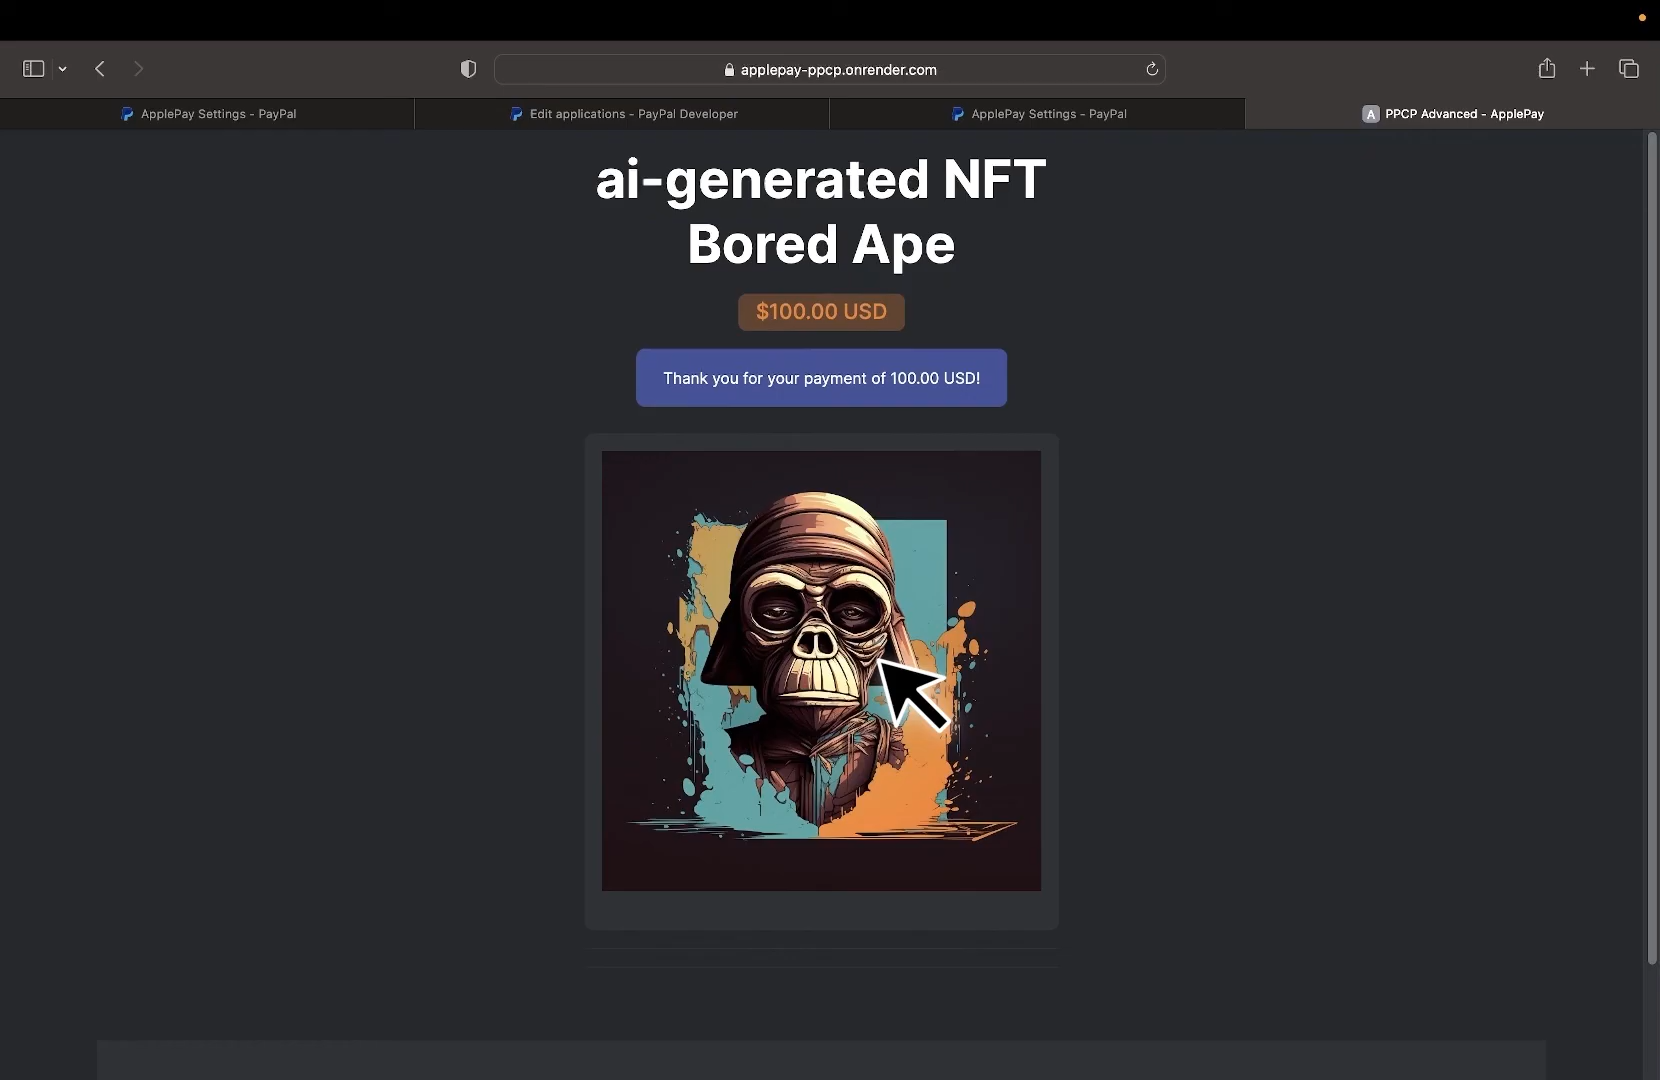 applepay-ppcp.onrender.com
ApplePay Settings - PayPal
Edit applications - PayPal Developer
ApplePay Settings - PayPal
A PPCP Advanced - ApplePay
ai-generated NFT
Bored Ape
$100.00 USD
Thank you for your payment of 100.00 USD!